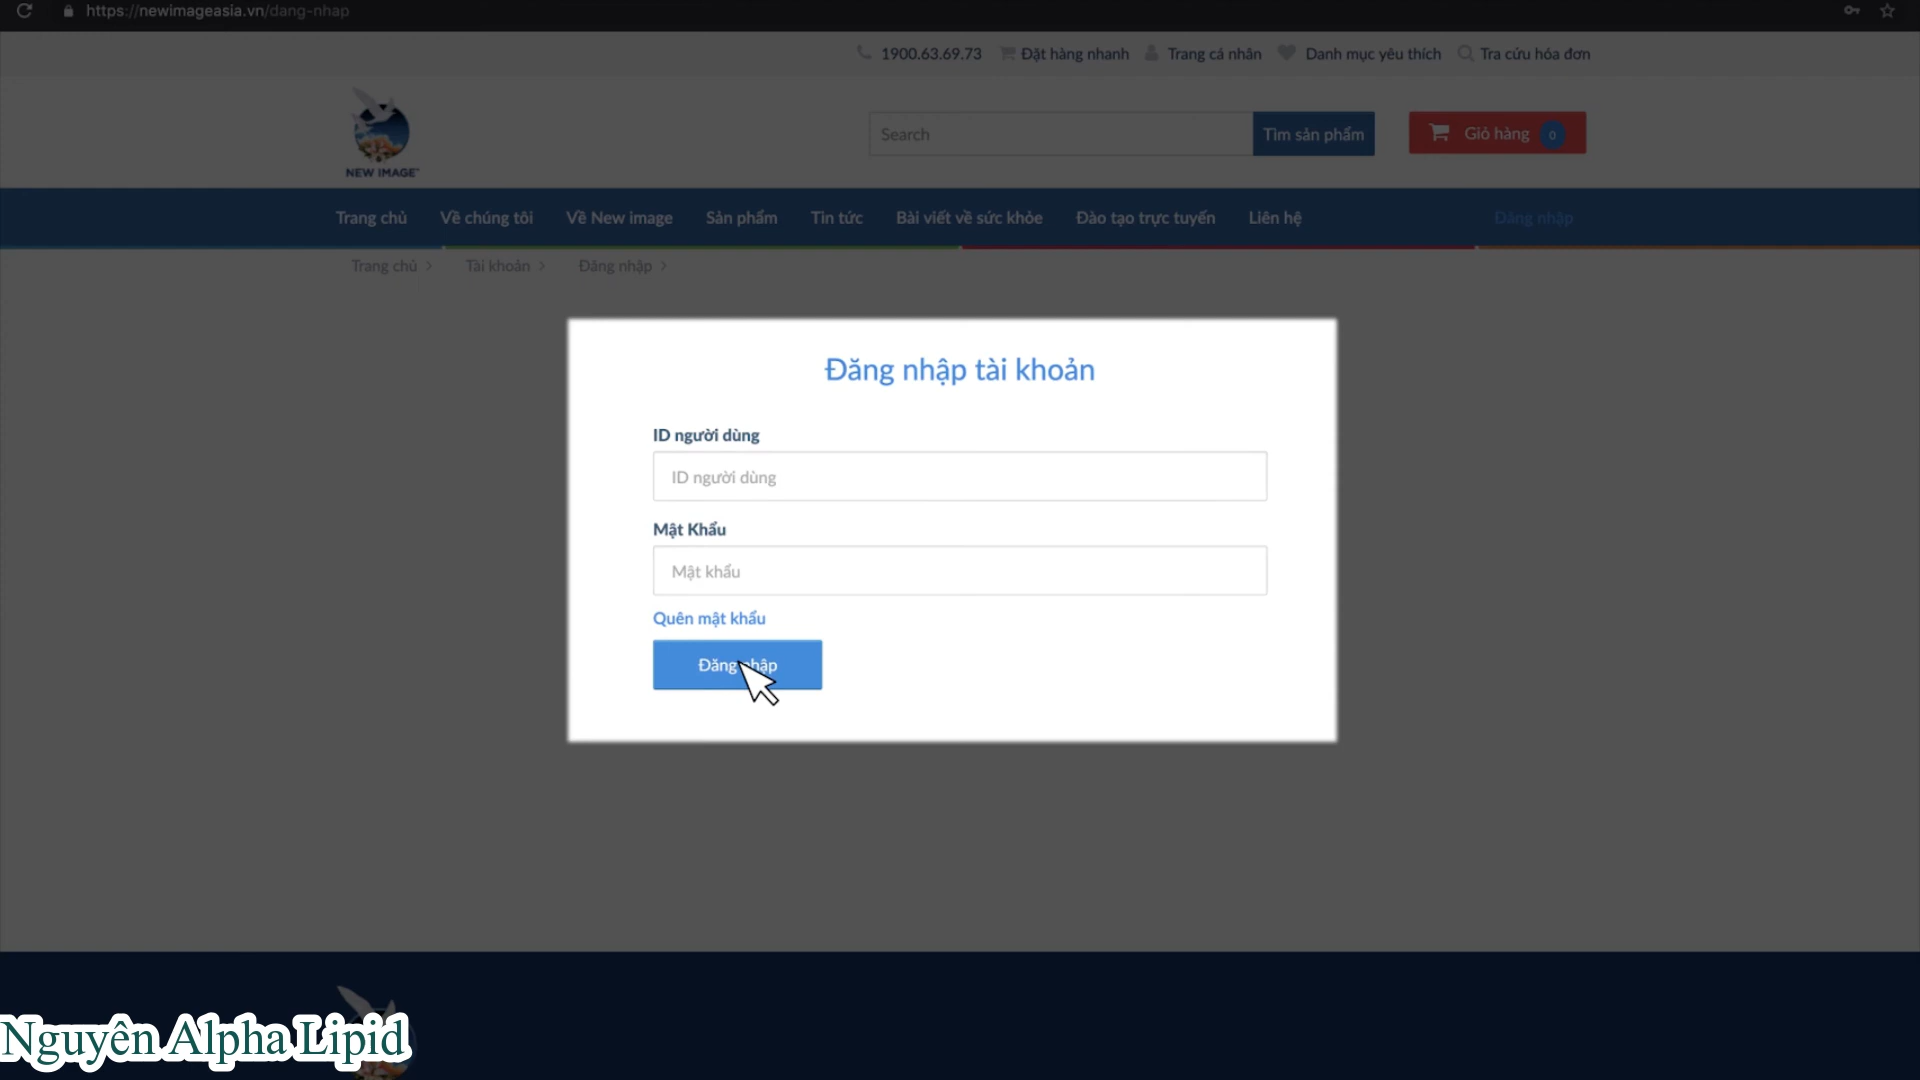 https://newimageasia.vn/dang-nhap
1900.63.69.73 Đặt hàng nhanh Trang cá nhân Danh mục yêu thích Tra cứu hóa đơn
NEW IMAGE™
Search Tìm sản phẩm Giỏ hàng 0
Trang chủ Về chúng tôi Về New image Sản phẩm Tin tức Bài viết về sức khỏe Đào tạo trực tuyến Liên hệ Đăng nhập
Trang chủ > Tài khoản > Đăng nhập >
Đăng nhập tài khoản
ID người dùng
ID người dùng
Mật Khẩu
Mật khẩu
Quên mật khẩu
Đăng nhập
Nguyên Alpha Lipid